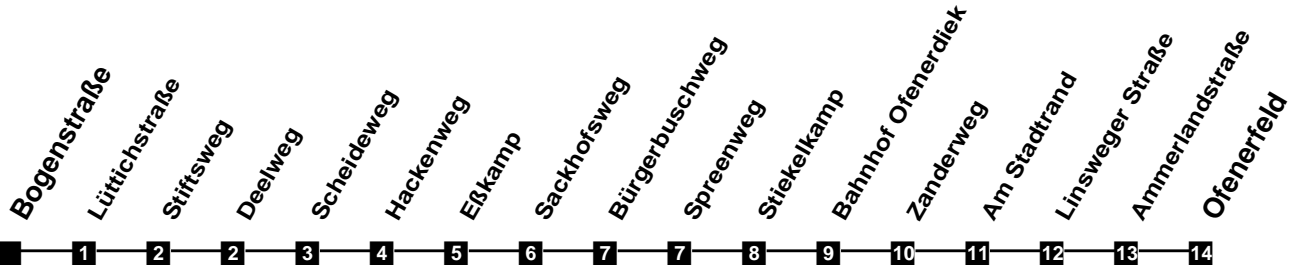 Bogenstraße
Lüttichstraße
Stiftsweg
Deelweg
Scheideweg
Hackenweg
Eßkamp
Sackhofsweg
Bürgerbuschweg
Spreenweg
Stiekelkamp
Bahnhof Ofenerdiek
Zanderweg
Am Stadtrand
Linsweger Straße
Ammerlandstraße
Ofenerfeld
1 2 2 3 4 5 6 7 7 8 9 10 11 12 13 14